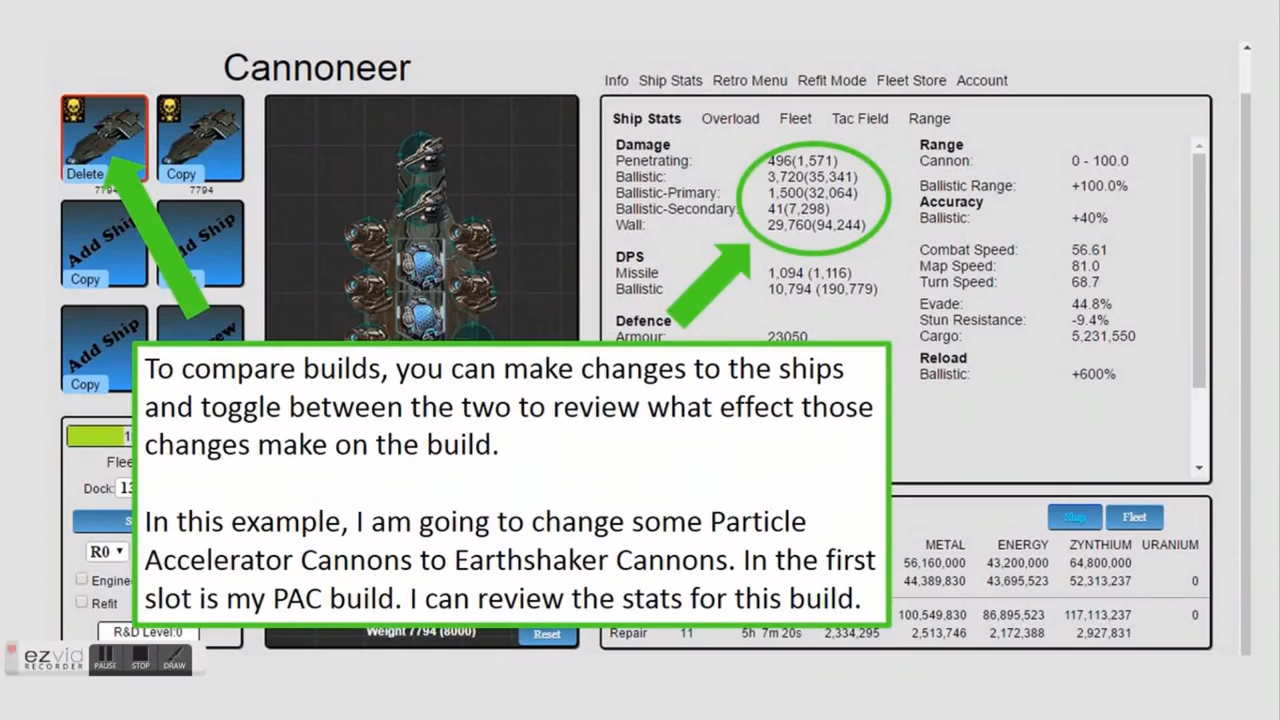 Cannoneer
Info Ship Stats Retro Menu Refit Mode Fleet Store Account
Delete
7794
Copy
7794
Add Ship
Copy
Add Ship
Add Ship
Copy
Ship Stats Overload Fleet Tac Field Range
Damage
Penetrating: 496(1,571)
Ballistic: 3,720(35,341)
Ballistic-Primary: 1,500(32,064)
Ballistic-Secondary: 41(7,298)
Wall: 29,760(94,244)
DPS
Missile 1,094 (1,116)
Ballistic 10,794 (190,779)
Defence
Armour: 23050
Range
Cannon: 0 - 100.0
Ballistic Range: +100.0%
Accuracy
Ballistic: +40%
Combat Speed: 56.61
Map Speed: 81.0
Turn Speed: 68.7
Evade: 44.8%
Stun Resistance: -9.4%
Cargo: 5,231,550
Reload
Ballistic: +600%
To compare builds, you can make changes to the ships
and toggle between the two to review what effect those
changes make on the build.
In this example, I am going to change some Particle
Accelerator Cannons to Earthshaker Cannons. In the first
slot is my PAC build. I can review the stats for this build.
Dock:
R0
Refit
R&D Level:0
Weight 7794 (8000)
Reset
Ship Fleet
METAL ENERGY ZYNTHIUM URANIUM
56,160,000 43,200,000 64,800,000
44,389,830 43,695,523 52,313,237 0
100,549,830 86,895,523 117,113,237 0
Repair 11 5h 7m 20s 2,334,295 2,513,746 2,172,388 2,927,831
ezvid
RECORDER
PAUSE STOP DRAW